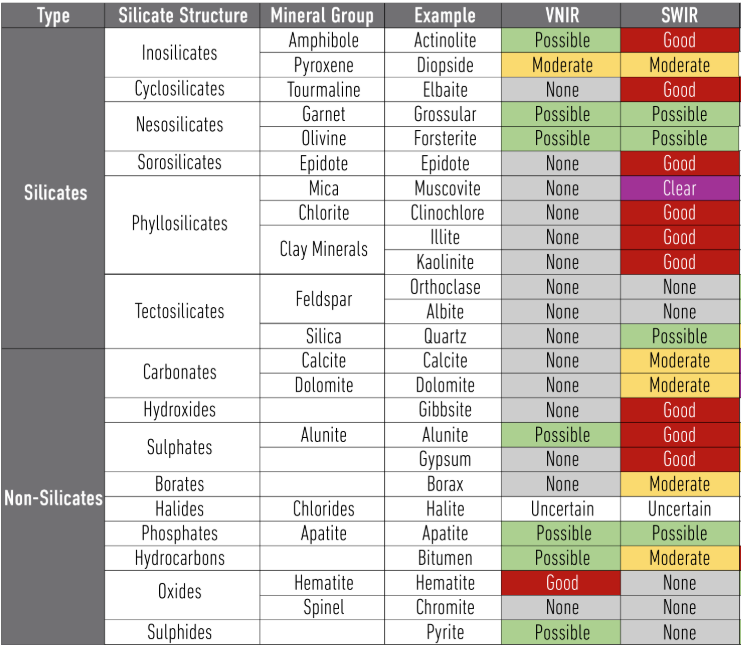 Type Silicate Structure Mineral Group Example VNIR SWIR
Silicates
Inosilicates
Amphibole Actinolite Possible Good
Pyroxene Diopside Moderate Moderate
Cyclosilicates Tourmaline Elbaite None Good
Nesosilicates
Garnet Grossular Possible Possible
Olivine Forsterite Possible Possible
Sorosilicates Epidote Epidote None Good
Phyllosilicates
Mica Muscovite None Clear
Chlorite Clinochlore None Good
Clay Minerals
Illite None Good
Kaolinite None Good
Tectosilicates
Feldspar
Orthoclase None None
Albite None None
Silica Quartz None Possible
Non-Silicates
Carbonates
Calcite Calcite None Moderate
Dolomite Dolomite None Moderate
Hydroxides Gibbsite None Good
Sulphates
Alunite Alunite Possible Good
Gypsum None Good
Borates Borax None Moderate
Halides Chlorides Halite Uncertain Uncertain
Phosphates Apatite Apatite Possible Possible
Hydrocarbons Bitumen Possible Moderate
Oxides
Hematite Hematite Good None
Spinel Chromite None None
Sulphides Pyrite Possible None